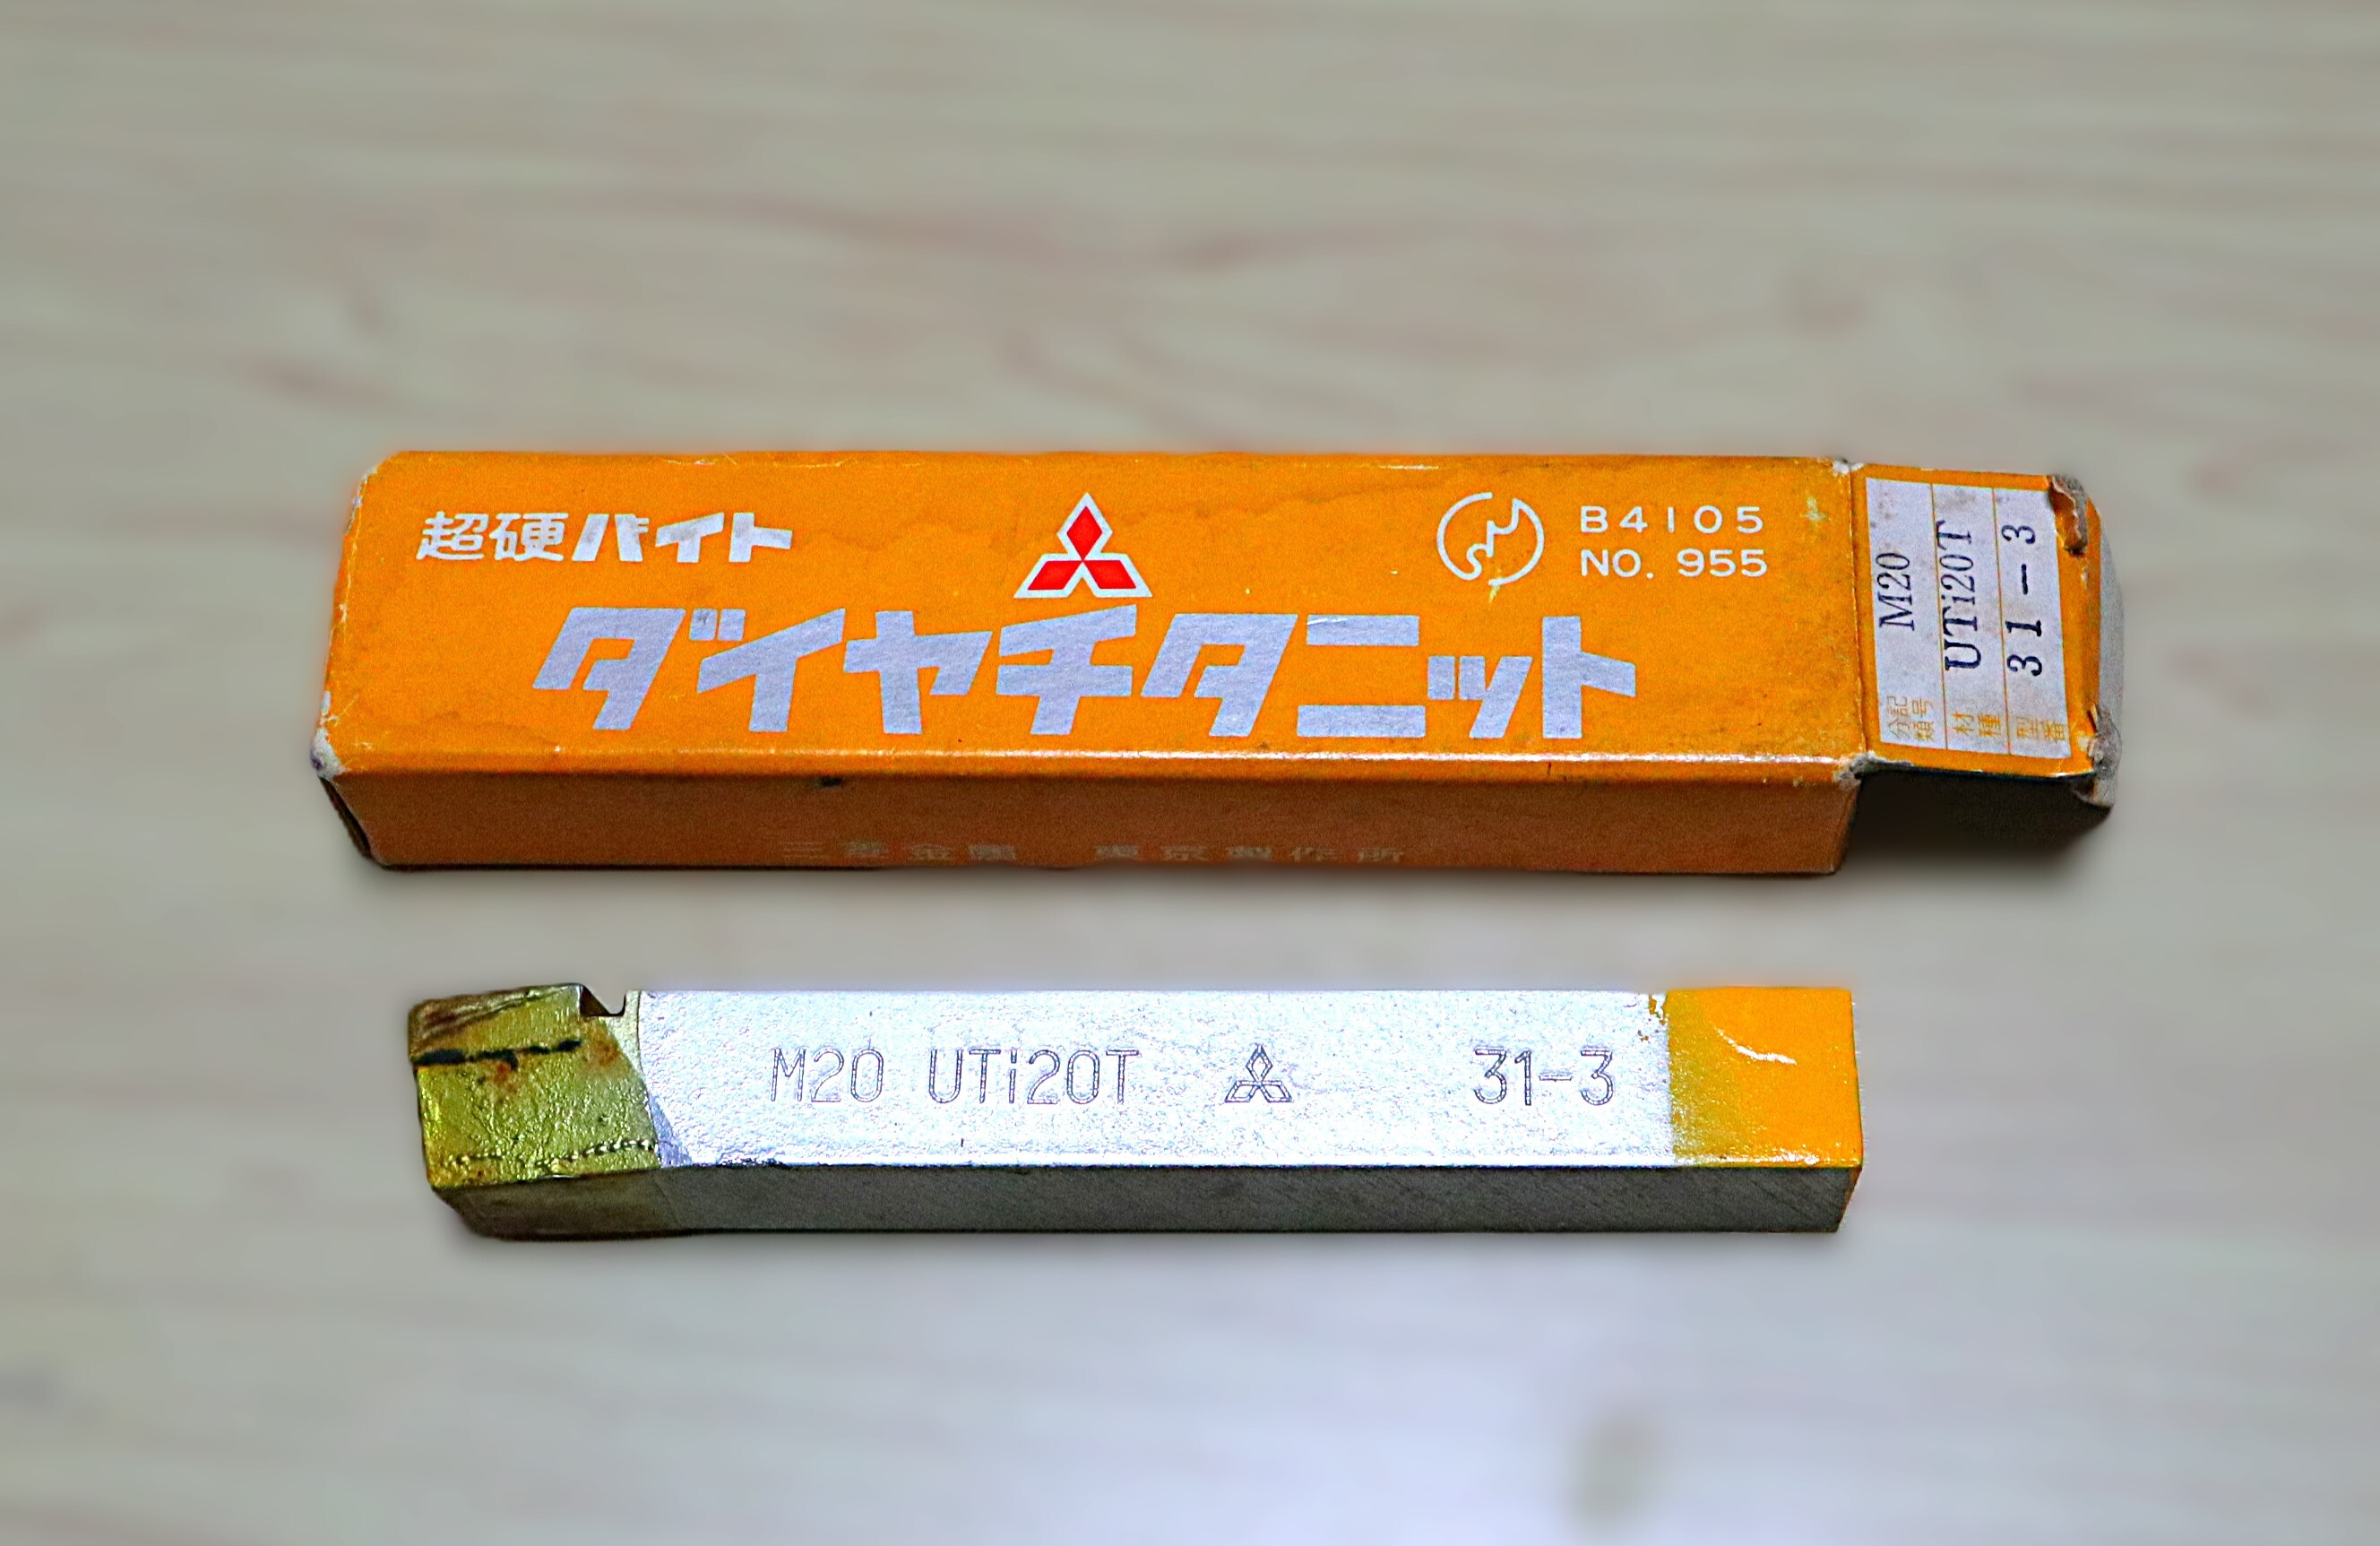 超硬バイト
B4105
NO. 955
ダイヤチタニット
分類記号 M20
材種 UTi20T
型番 31-3
三菱金属 東京製作所
M20 UTi20T 31-3